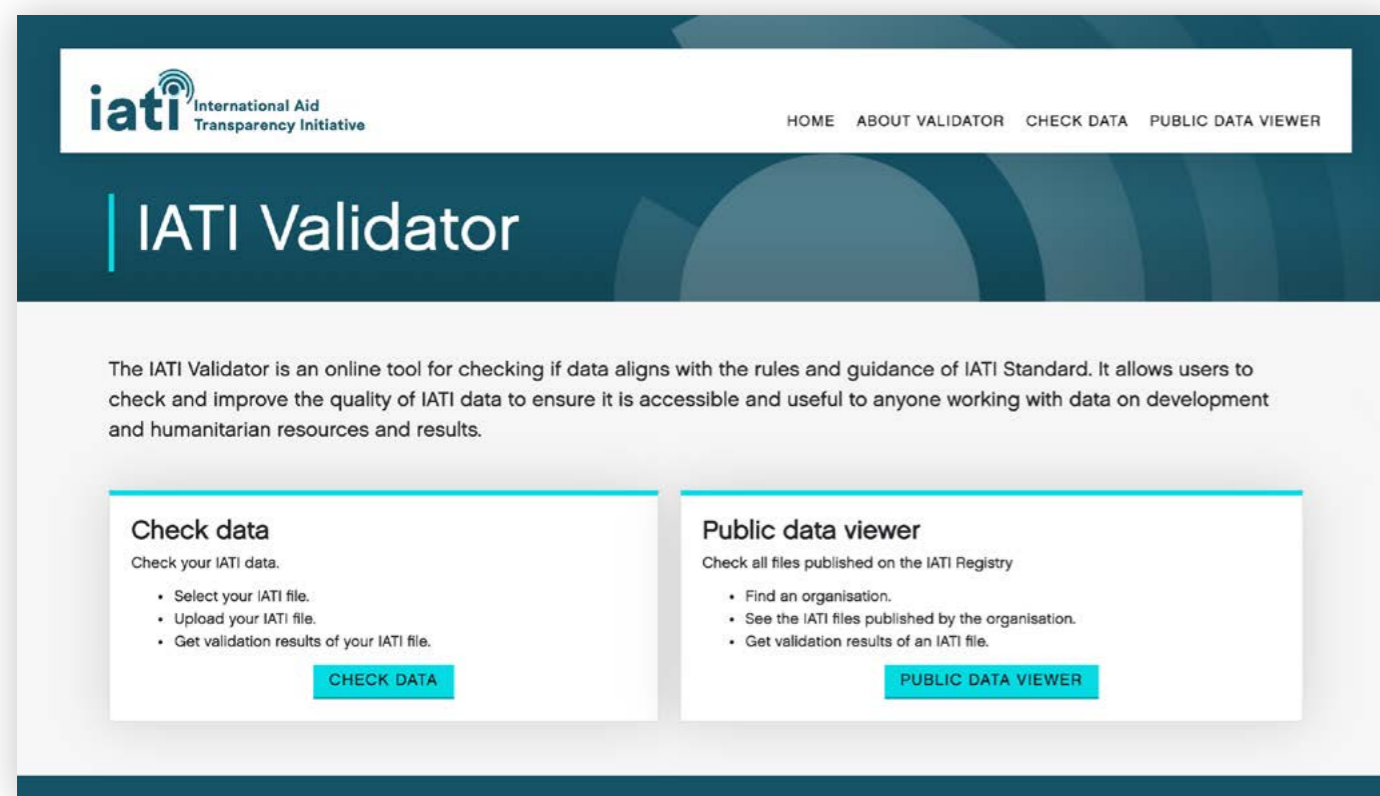 iati International Aid
Transparency Initiative
HOME ABOUT VALIDATOR CHECK DATA PUBLIC DATA VIEWER
IATI Validator
The IATI Validator is an online tool for checking if data aligns with the rules and guidance of IATI Standard. It allows users to
check and improve the quality of IATI data to ensure it is accessible and useful to anyone working with data on development
and humanitarian resources and results.
Check data
Check your IATI data.
• Select your IATI file.
• Upload your IATI file.
• Get validation results of your IATI file.
CHECK DATA
Public data viewer
Check all files published on the IATI Registry
• Find an organisation.
• See the IATI files published by the organisation.
• Get validation results of an IATI file.
PUBLIC DATA VIEWER